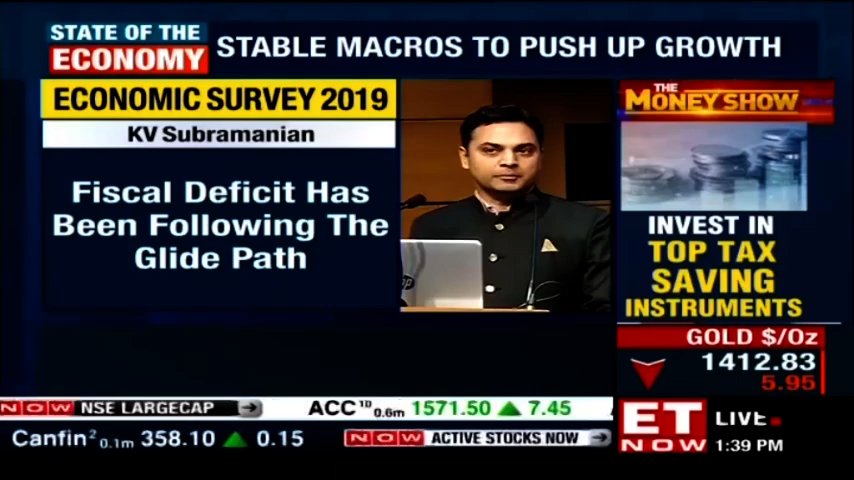 STATE OF THE
ECONOMY
STABLE MACROS TO PUSH UP GROWTH
ECONOMIC SURVEY 2019
KV Subramanian
Fiscal Deficit Has
Been Following The
Glide Path
THE
MONEY SHOW
INVEST IN
TOP TAX
SAVING
INSTRUMENTS
GOLD $/Oz
1412.83
5.95
NOW NSE LARGECAP
ACC 1D 0.6m 1571.50 7.45
Canfin 2 0.1m 358.10 0.15
NOW ACTIVE STOCKS NOW
ET
NOW
LIVE
1:39 PM
hp